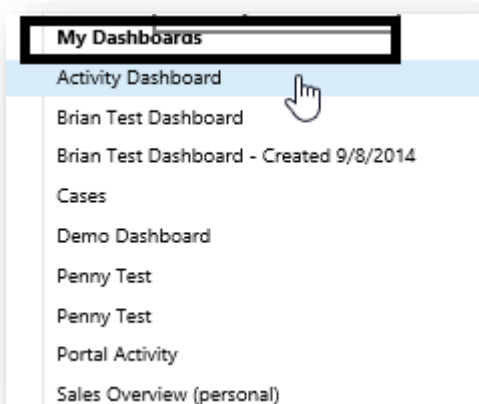 My Dashboards
Activity Dashboard
Brian Test Dashboard
Brian Test Dashboard - Created 9/8/2014
Cases
Demo Dashboard
Penny Test
Penny Test
Portal Activity
Sales Overview (personal)